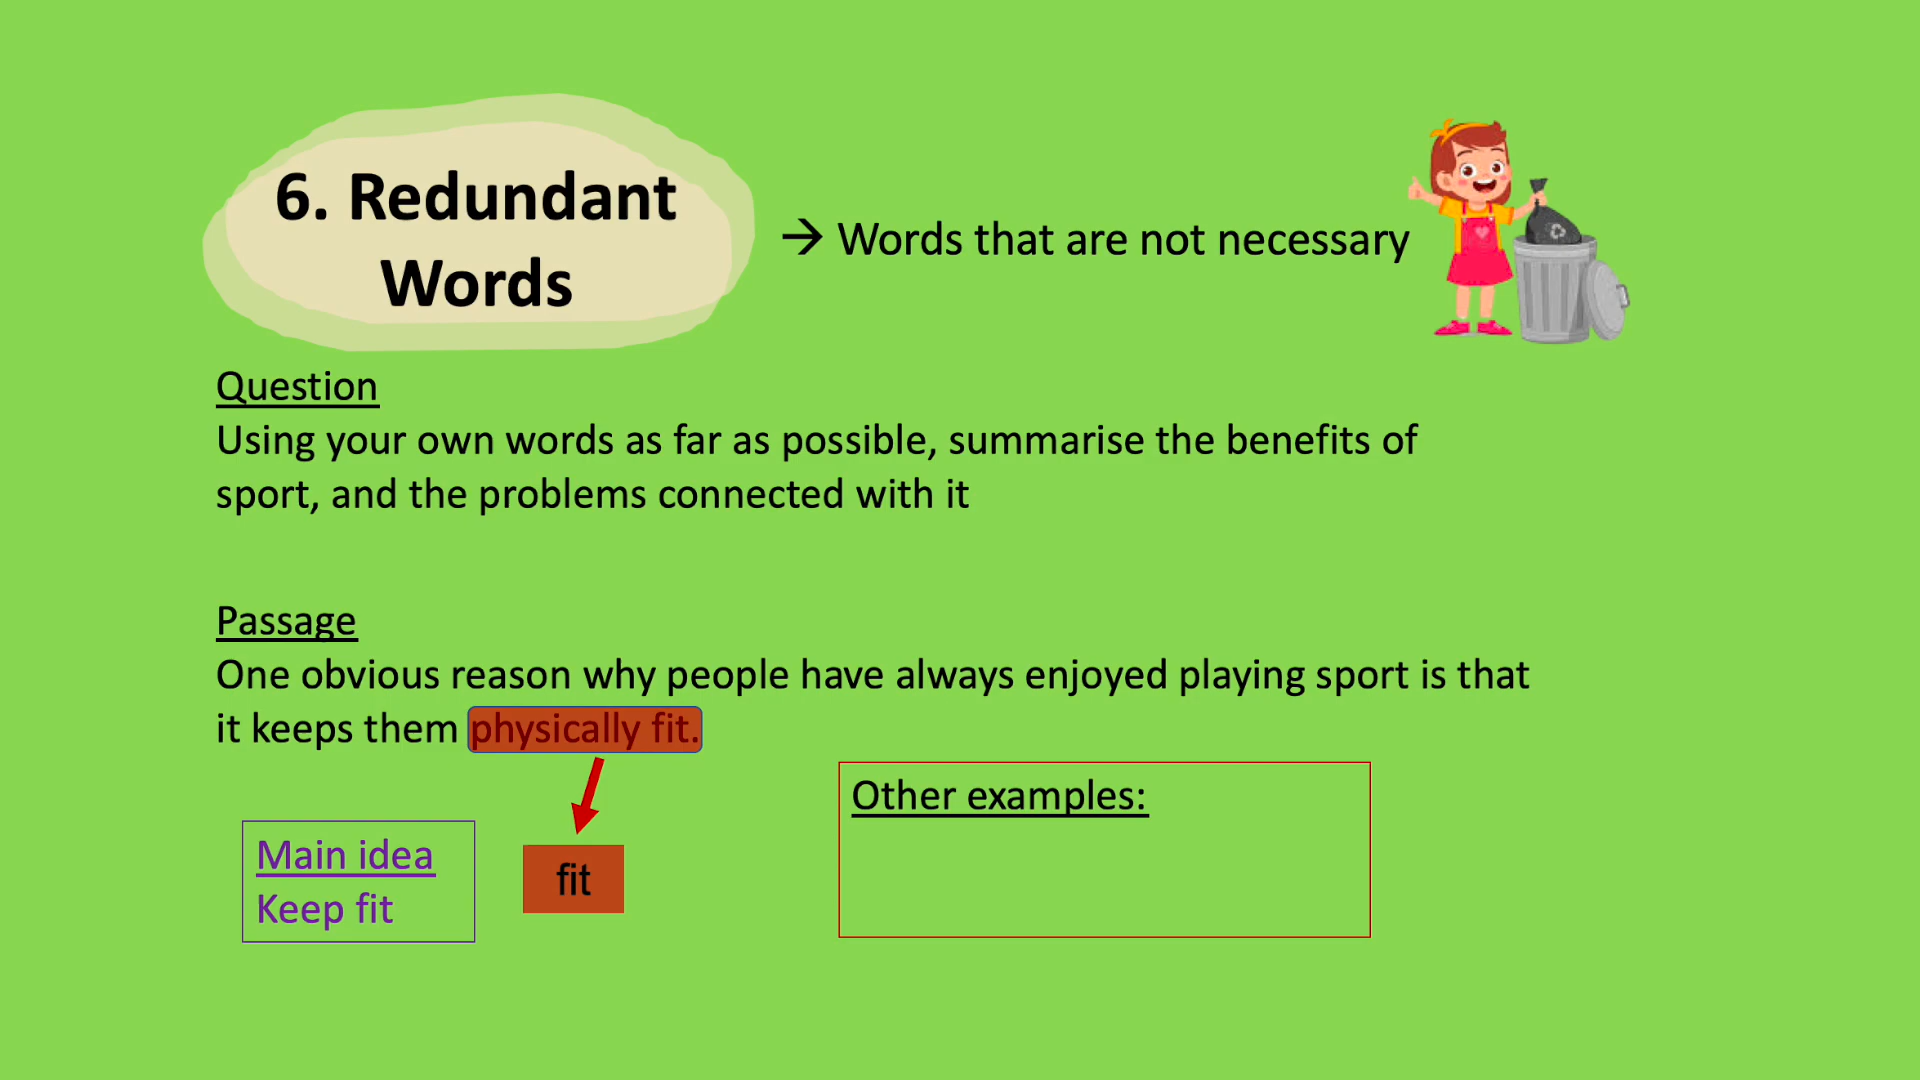 6. Redundant
Words
→ Words that are not necessary
Question
Using your own words as far as possible, summarise the benefits of
sport, and the problems connected with it
Passage
One obvious reason why people have always enjoyed playing sport is that
it keeps them physically fit.
Other examples:
Main idea
Keep fit
fit